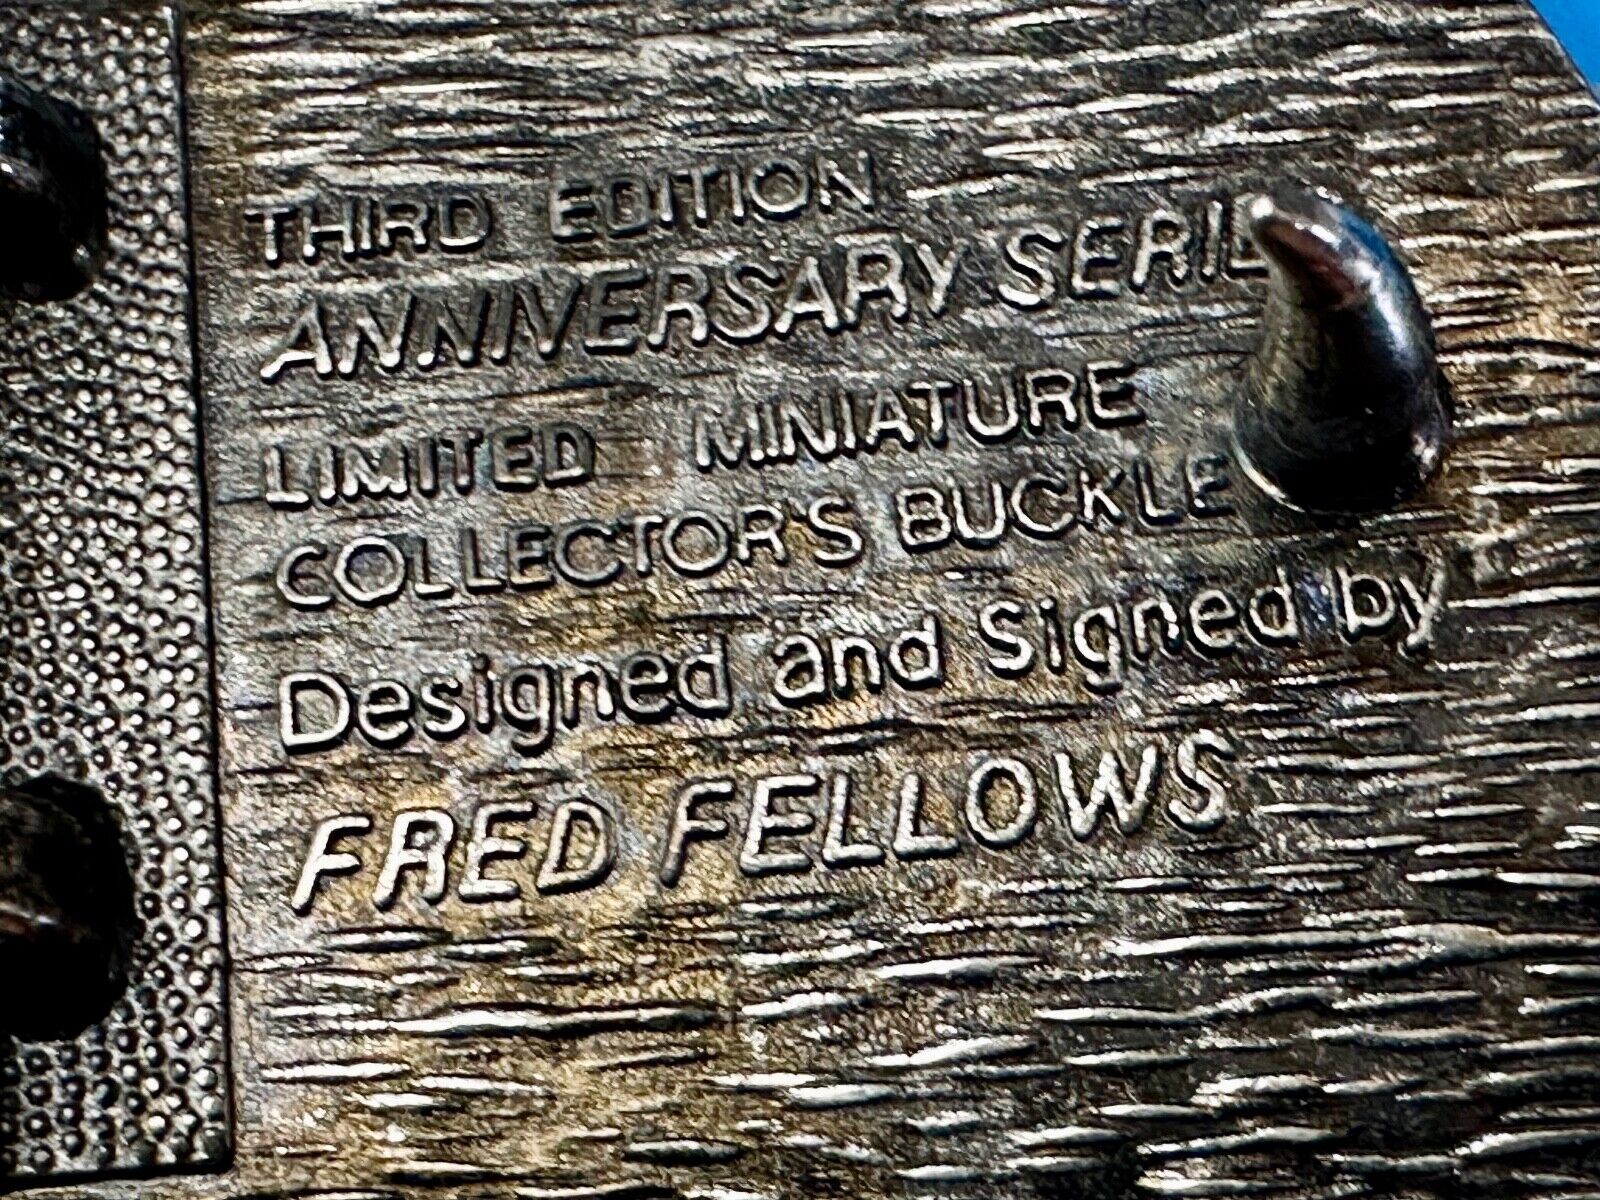 THIRD EDITION
ANNIVERSARY SERIE
LIMITED MINIATURE
COLLECTOR'S BUCKLE
Designed and Signed by
FRED FELLOWS